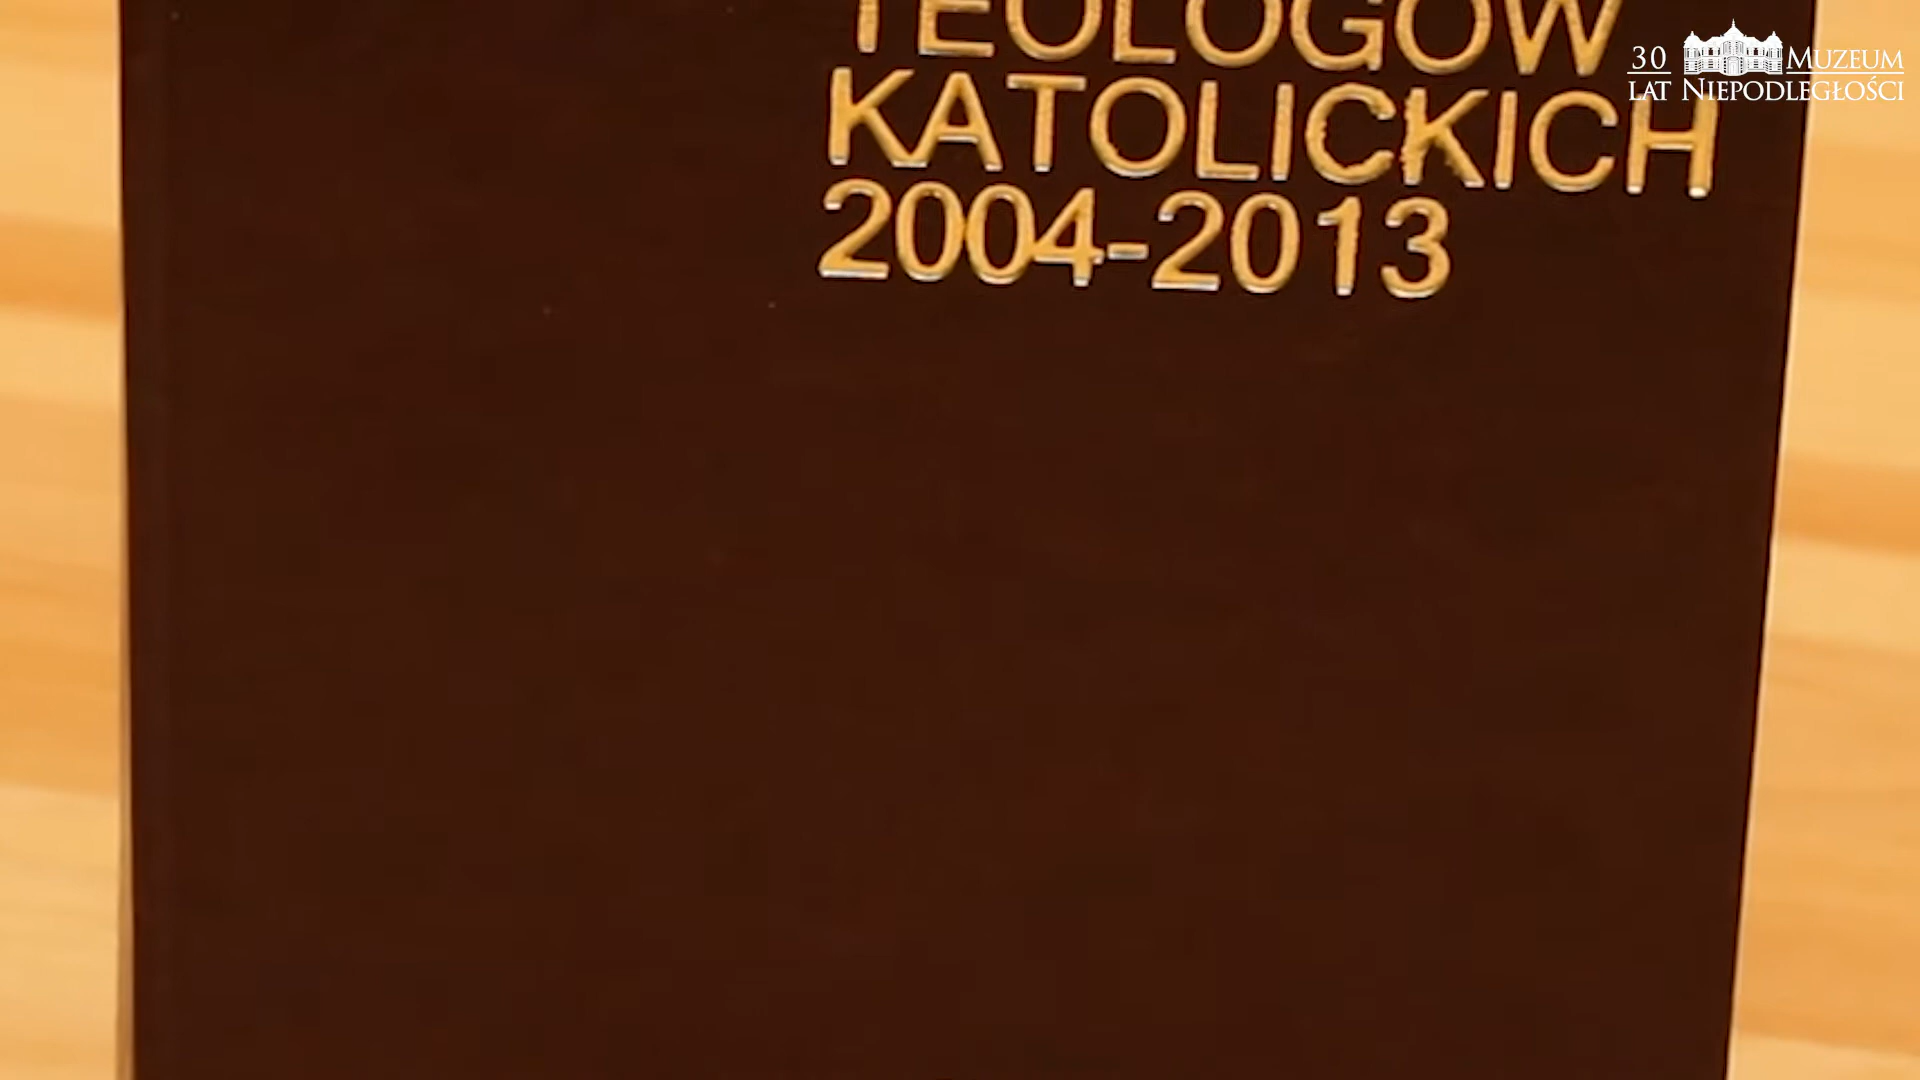 TEOLOGÓW
KATOLICKICH
2004-2013
30 MUZEUM
LAT NIEPODLEGŁOŚCI